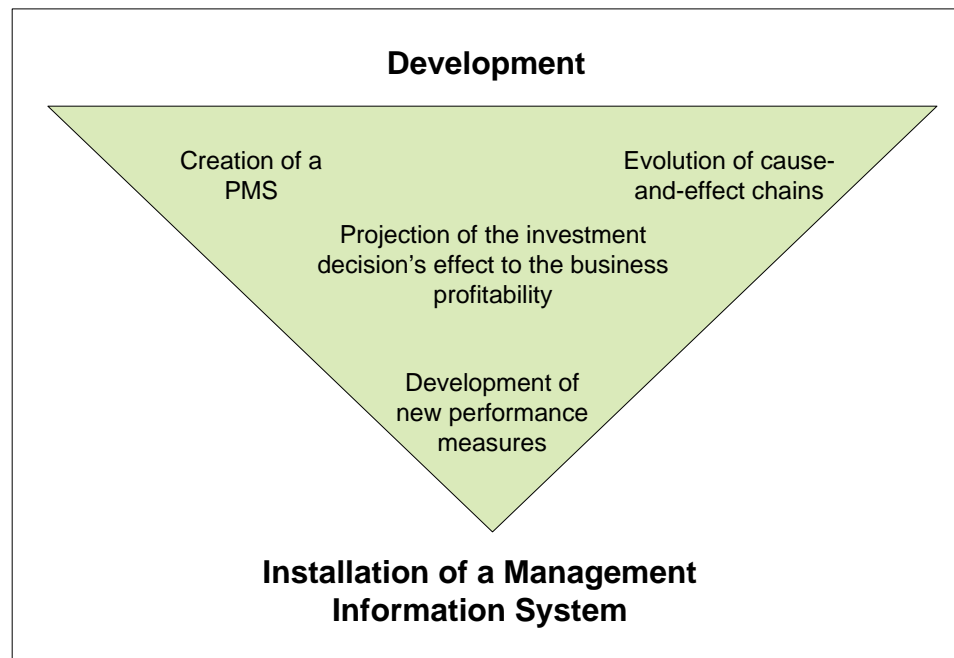 Development
Creation of a
PMS
Evolution of cause-
and-effect chains
Projection of the investment
decision’s effect to the business
profitability
Development of
new performance
measures
Installation of a Management
Information System